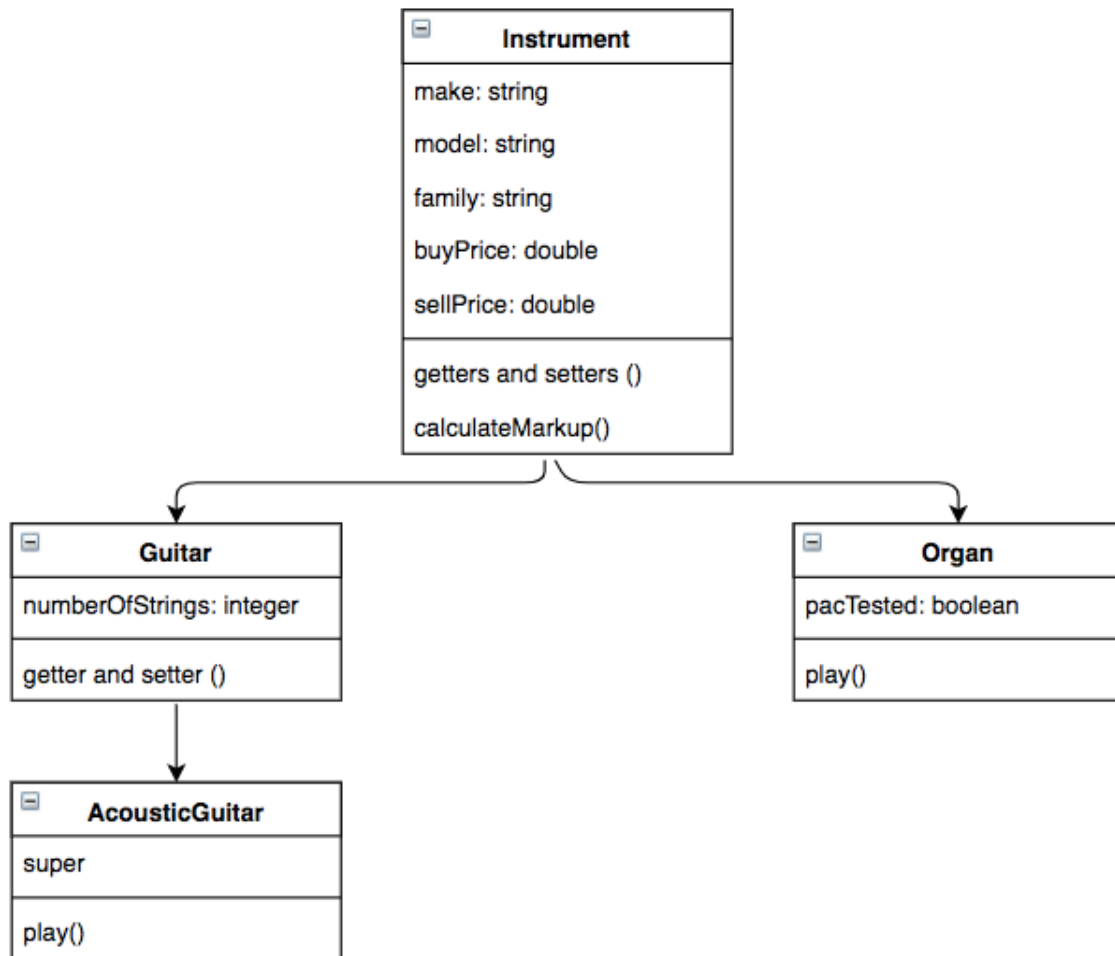 Instrument
make: string
model: string
family: string
buyPrice: double
sellPrice: double
getters and setters ()
calculateMarkup()
Guitar
numberOfStrings: integer
getter and setter ()
Organ
pacTested: boolean
play()
AcousticGuitar
super
play()